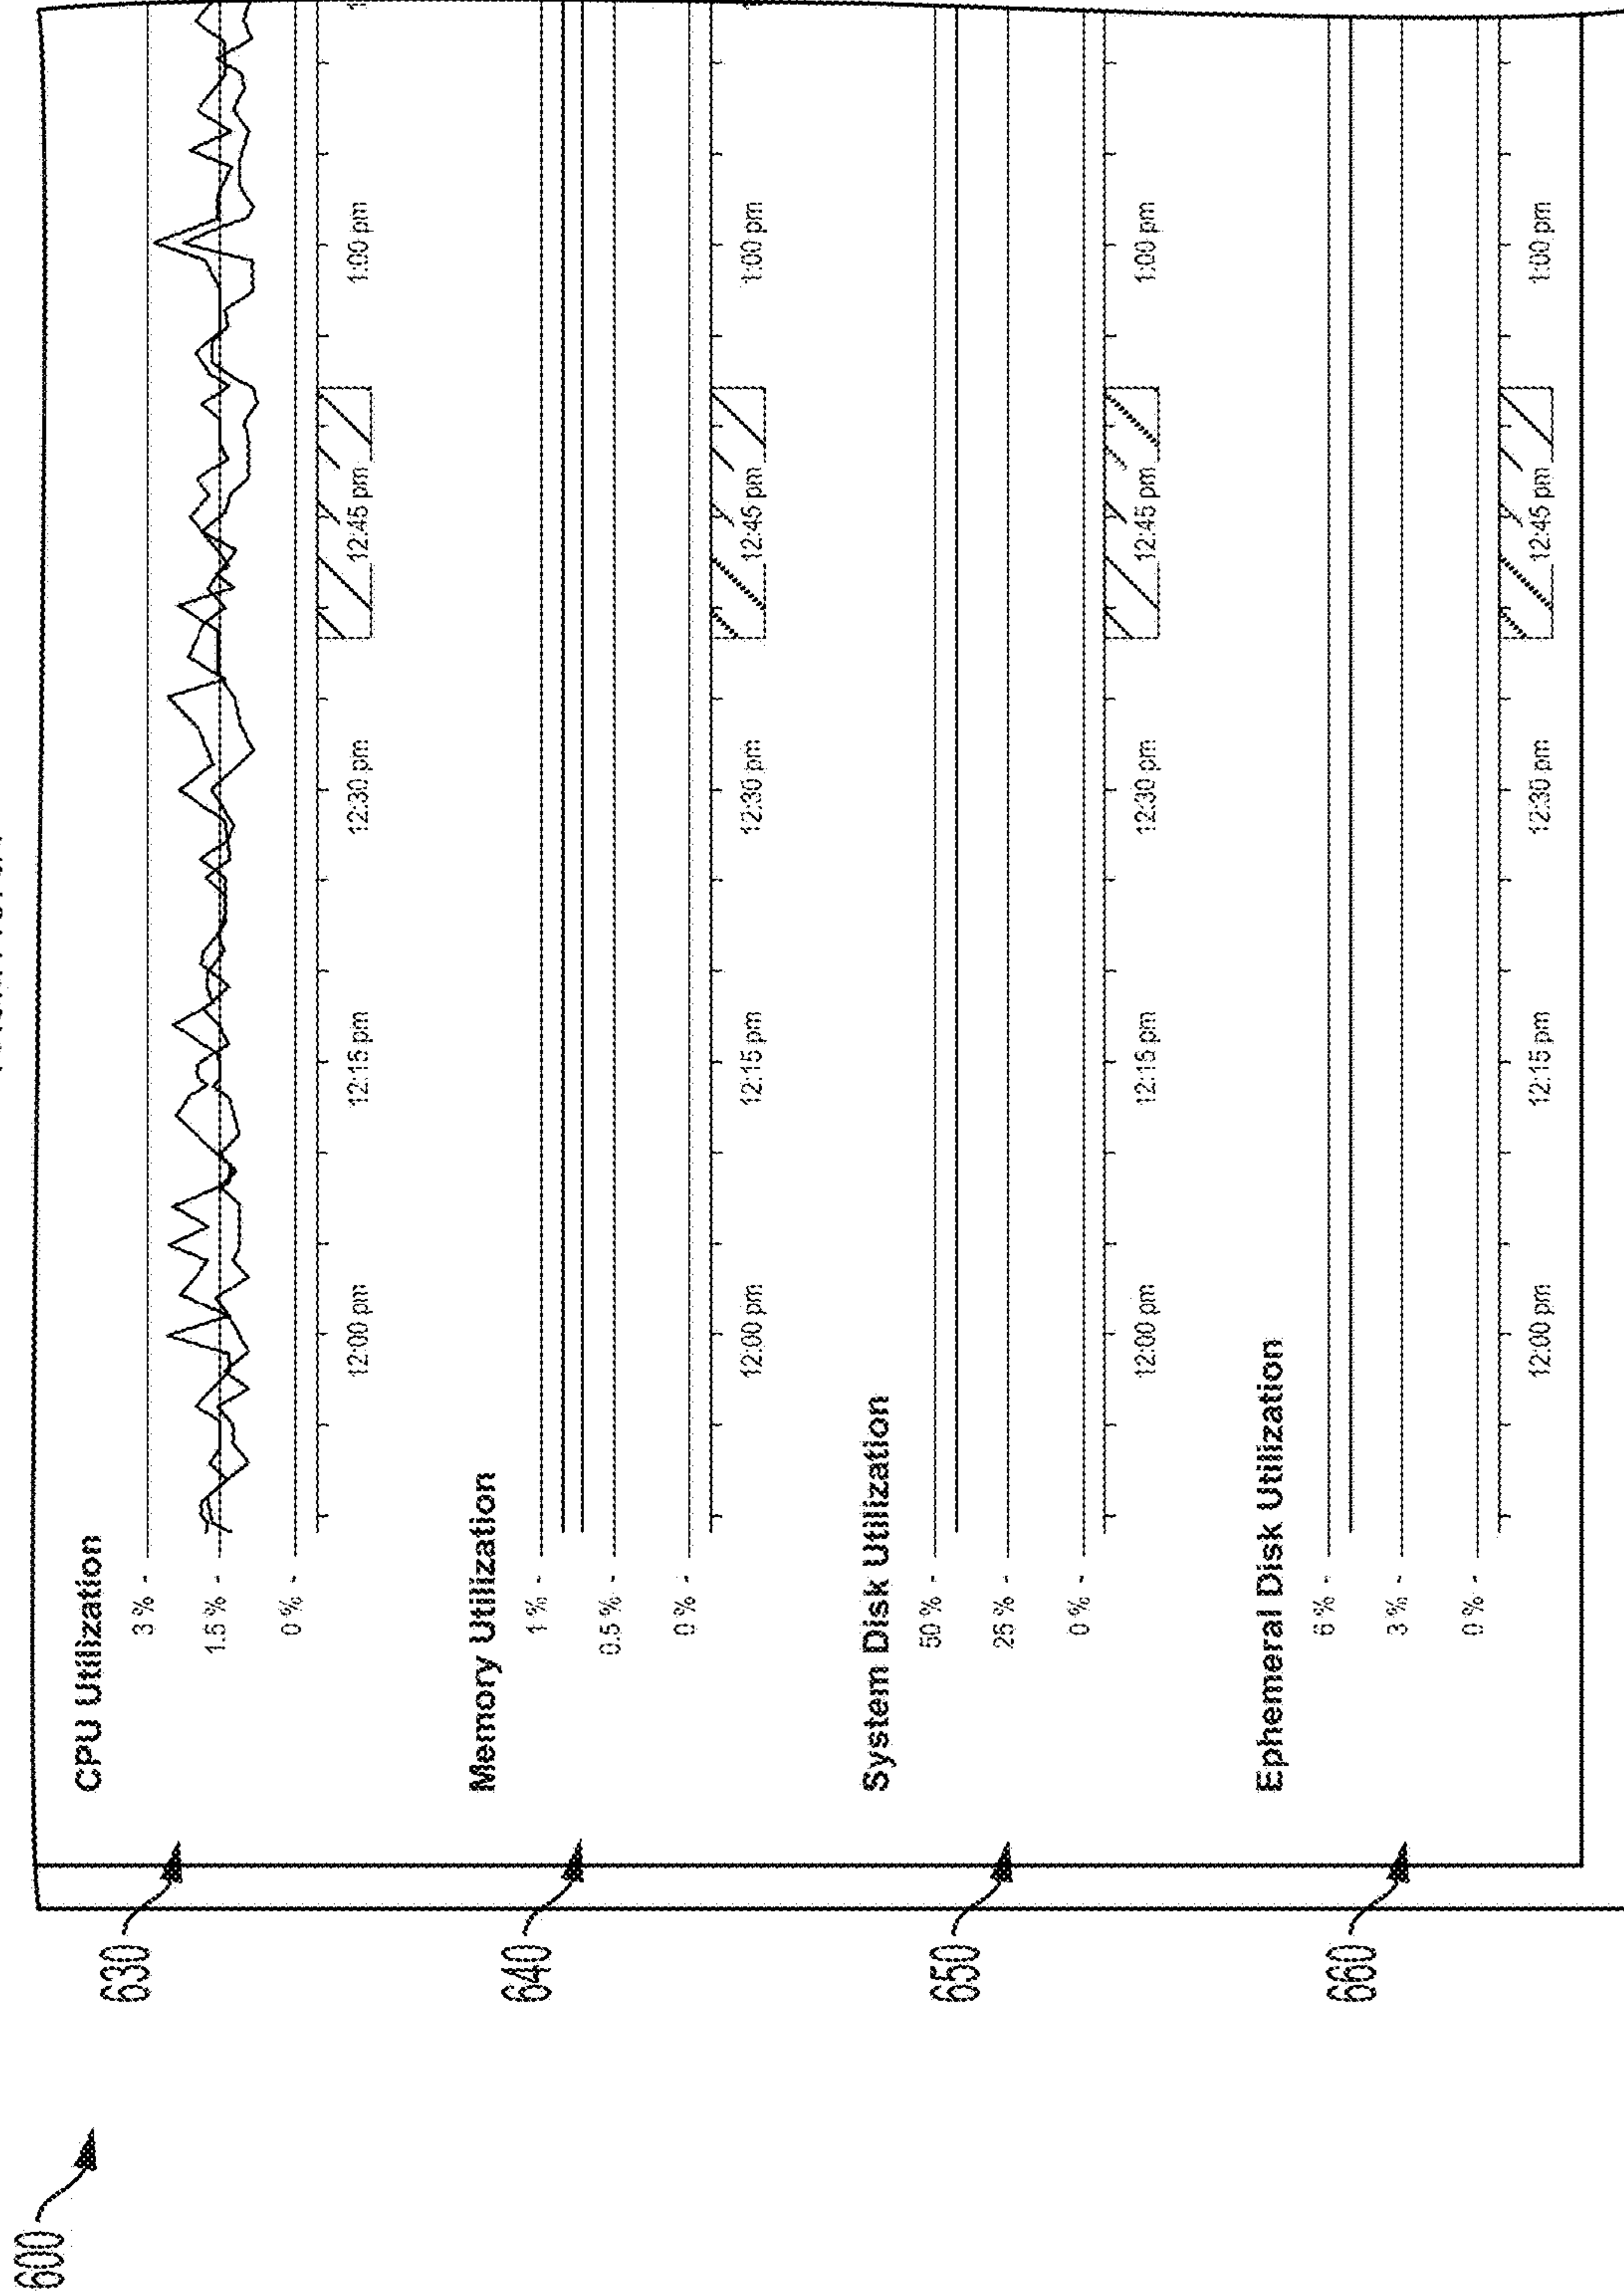 600
630
CPU Utilization
3 % -
1.5 % -
0 % -
12:00 pm
12:15 pm
12:30 pm
12:45 pm
1:00 pm
640
Memory Utilization
1 % -
0.5 % -
0 % -
12:00 pm
12:15 pm
12:30 pm
12:45 pm
1:00 pm
650
System Disk Utilization
50 % -
25 % -
0 % -
12:00 pm
12:15 pm
12:30 pm
12:45 pm
1:00 pm
660
Ephemeral Disk Utilization
6 % -
3 % -
0 % -
12:00 pm
12:15 pm
12:30 pm
12:45 pm
1:00 pm